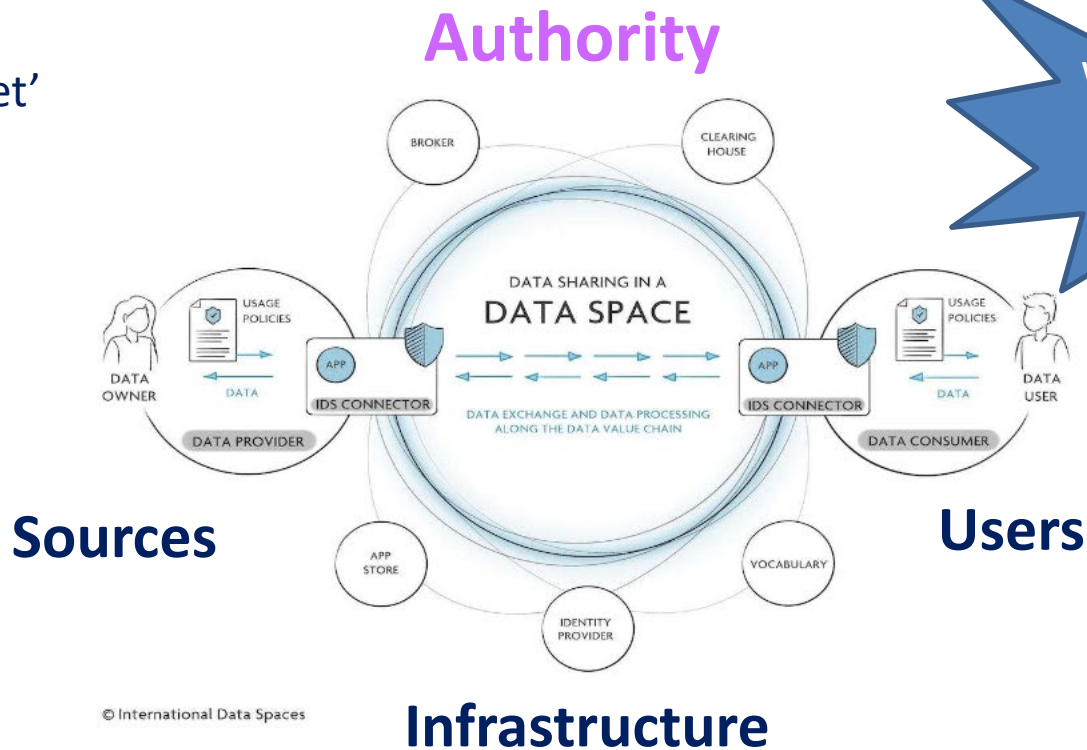 Authority
et’
BROKER
CLEARING
HOUSE
DATA SHARING IN A
DATA SPACE
USAGE
POLICIES
USAGE
POLICIES
APP
APP
DATA
OWNER
DATA
DATA
DATA
USER
IDS CONNECTOR
IDS CONNECTOR
DATA EXCHANGE AND DATA PROCESSING
ALONG THE DATA VALUE CHAIN
DATA PROVIDER
DATA CONSUMER
Sources
Users
APP
STORE
VOCABULARY
IDENTITY
PROVIDER
© International Data Spaces
Infrastructure